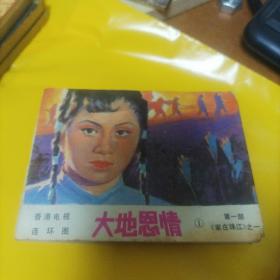 香港电视
连环图
大地恩情
①
第一部
《家在珠江》之一